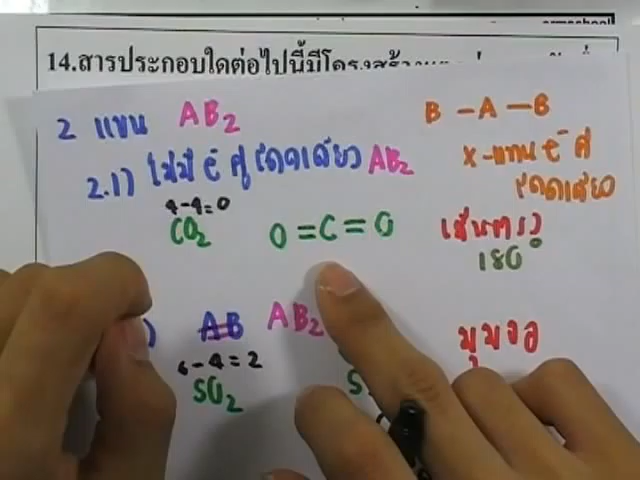 14.สารประกอบใดต่อไปนี้มีโครงสร้าง
2 แขน AB₂
B – A – B
2.1) ไม่มี e⁻ คู่โดดเดี่ยว AB₂
x – แทน e⁻ คู่
โดดเดี่ยว
4-4=0
CO₂ O=C=O เส้นตรง
180°
) AB AB₂ มุมงอ
6-4=2
SO₂ S